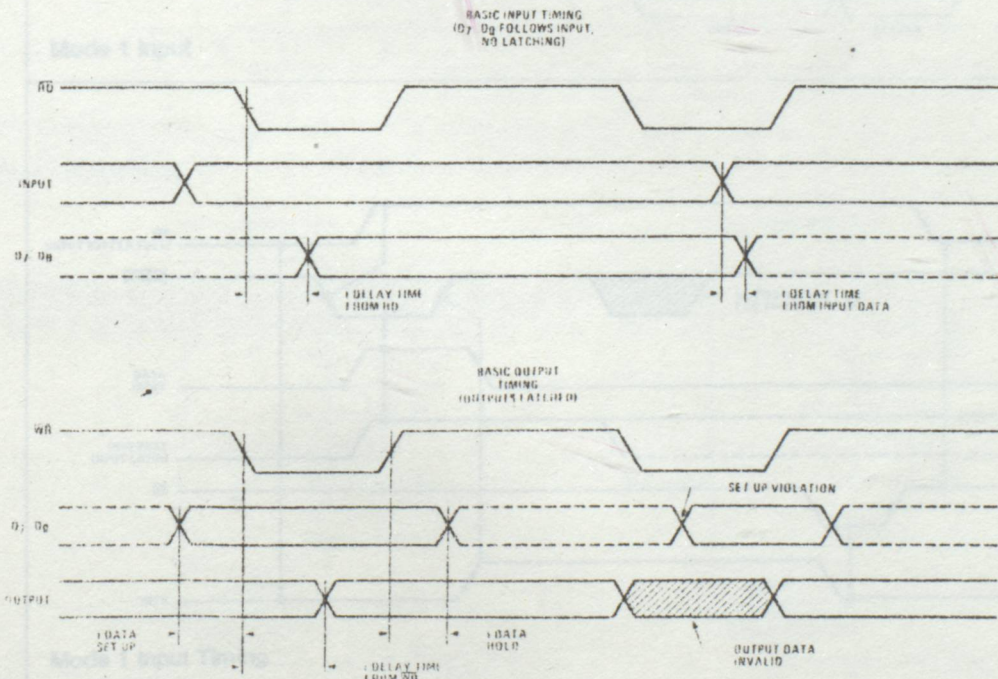 BASIC INPUT TIMING
(D7 D0 FOLLOWS INPUT,
NO LATCHING)
RD
INPUT
D7 D0
t DELAY TIME
FROM RD
t DELAY TIME
FROM INPUT DATA
BASIC OUTPUT
TIMING
(OUTPUTS LATCHED)
WR
SET UP VIOLATION
D7 D0
OUTPUT
t DATA
SET UP
t DELAY TIME
FROM WR
t DATA
HOLD
OUTPUT DATA
INVALID
Mode 1 Input
Mode 1 Input Timing